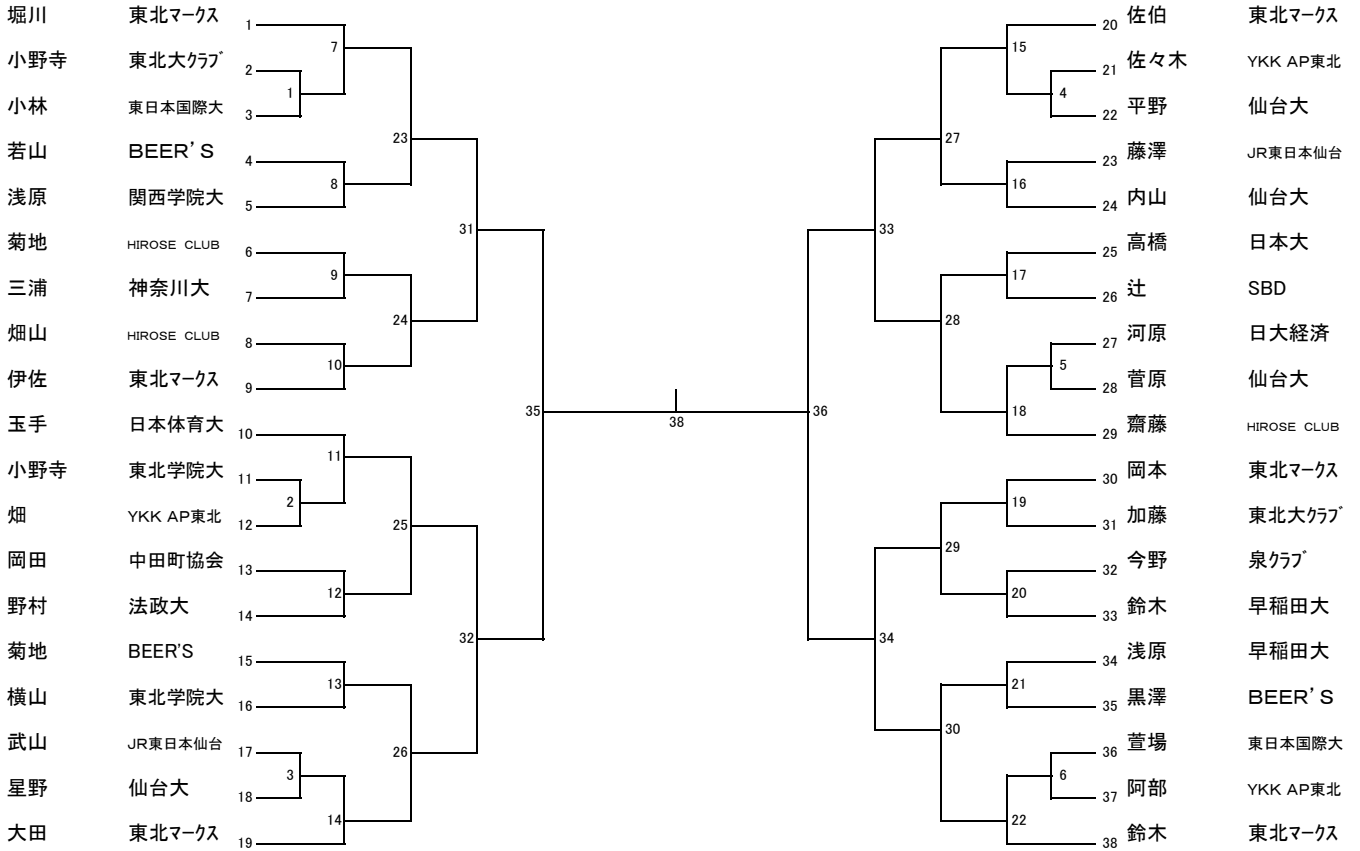 堀川 東北マークス 1
小野寺 東北大クラブ 2
小林 東日本国際大 3
若山 BEER'S 4
浅原 関西学院大 5
菊地 HIROSE CLUB 6
三浦 神奈川大 7
畑山 HIROSE CLUB 8
伊佐 東北マークス 9
玉手 日本体育大 10
小野寺 東北学院大 11
畑 YKK AP東北 12
岡田 中田町協会 13
野村 法政大 14
菊地 BEER'S 15
横山 東北学院大 16
武山 JR東日本仙台 17
星野 仙台大 18
大田 東北マークス 19
1
2
3
7
8
9
10
11
12
13
14
23
24
25
26
31
32
35
38
36
33
34
27
28
29
30
15
16
17
18
19
20
21
22
4
5
6
20 佐伯 東北マークス
21 佐々木 YKK AP東北
22 平野 仙台大
23 藤澤 JR東日本仙台
24 内山 仙台大
25 高橋 日本大
26 辻 SBD
27 河原 日大経済
28 菅原 仙台大
29 齋藤 HIROSE CLUB
30 岡本 東北マークス
31 加藤 東北大クラブ
32 今野 泉クラブ
33 鈴木 早稲田大
34 浅原 早稲田大
35 黒澤 BEER'S
36 萱場 東日本国際大
37 阿部 YKK AP東北
38 鈴木 東北マークス